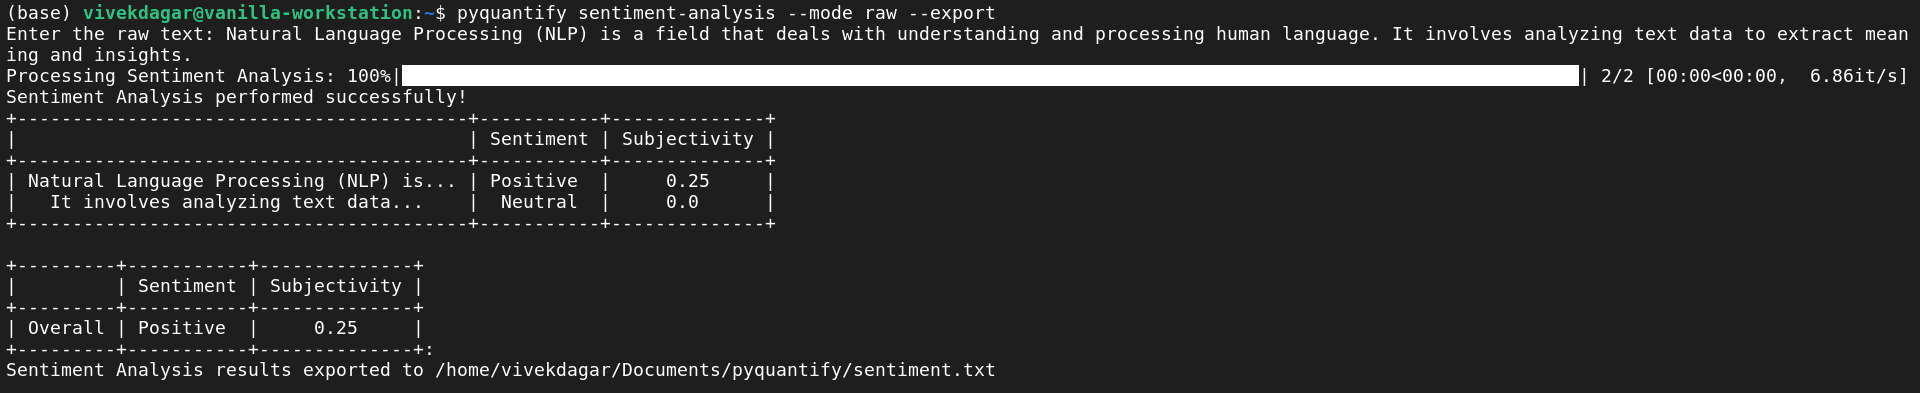 (base) vivekdagar@vanilla-workstation:~$ pyquantify sentiment-analysis --mode raw --export
Enter the raw text: Natural Language Processing (NLP) is a field that deals with understanding and processing human language. It involves analyzing text data to extract mean
ing and insights.
Processing Sentiment Analysis: 100%|| 2/2 [00:00<00:00,  6.86it/s]
Sentiment Analysis performed successfully!
+-----------------------------------------+-----------+--------------+
|                                         | Sentiment | Subjectivity |
+-----------------------------------------+-----------+--------------+
| Natural Language Processing (NLP) is... | Positive  |     0.25     |
|   It involves analyzing text data...    |  Neutral  |     0.0      |
+-----------------------------------------+-----------+--------------+

+---------+-----------+--------------+
|         | Sentiment | Subjectivity |
+---------+-----------+--------------+
| Overall | Positive  |     0.25     |
+---------+-----------+--------------+:
Sentiment Analysis results exported to /home/vivekdagar/Documents/pyquantify/sentiment.txt